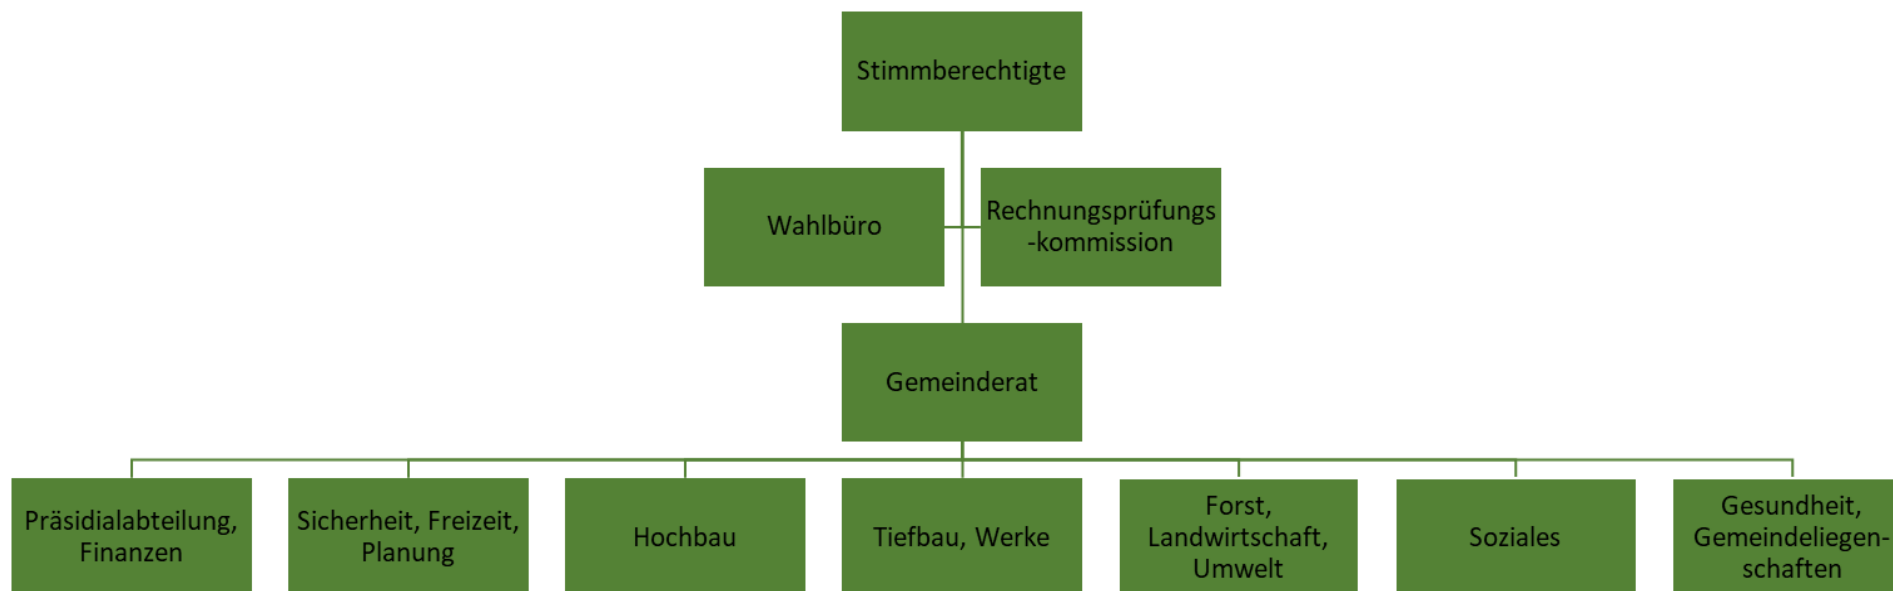 Stimmberechtigte
Wahlbüro
Rechnungsprüfungs
-kommission
Gemeinderat
Präsidialabteilung,
Finanzen
Sicherheit, Freizeit,
Planung
Hochbau
Tiefbau, Werke
Forst,
Landwirtschaft,
Umwelt
Soziales
Gesundheit,
Gemeindeliegen-
schaften